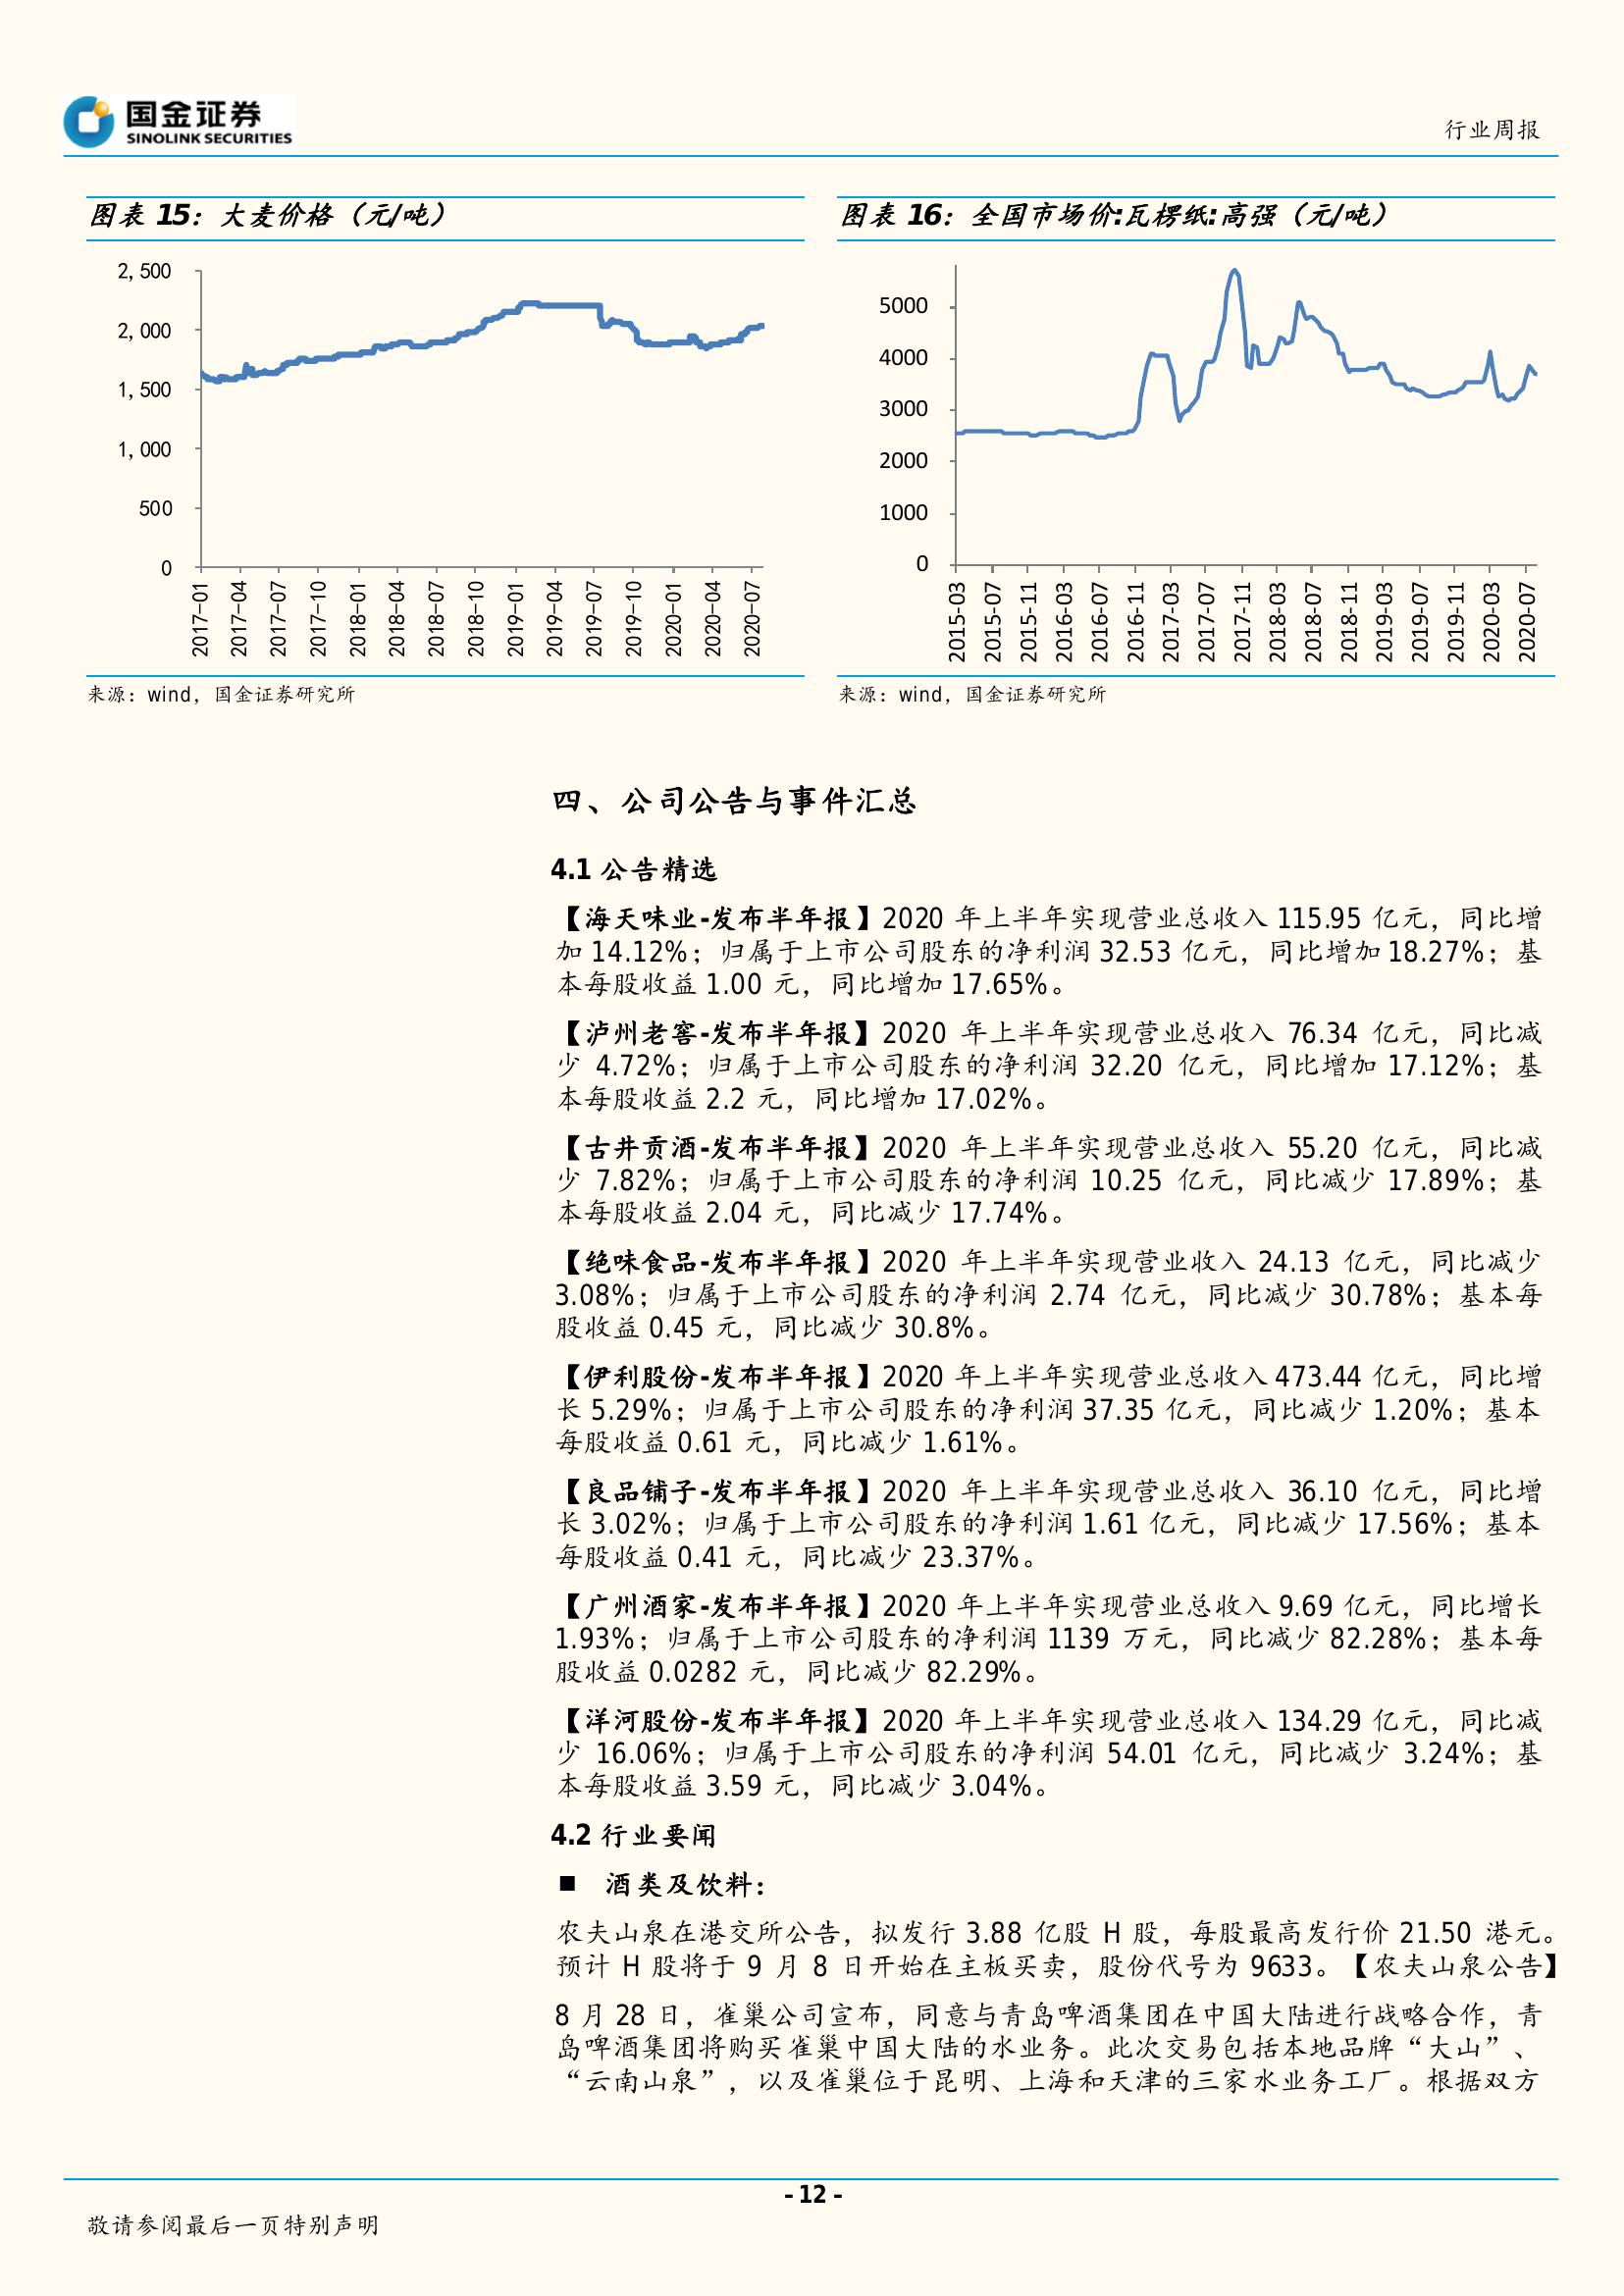 国金证券
SINOLINK SECURITIES
行业周报
图表 15：大麦价格（元/吨）
2,500
2,000
1,500
1,000
500
0
2017-01
2017-04
2017-07
2017-10
2018-01
2018-04
2018-07
2018-10
2019-01
2019-04
2019-07
2019-10
2020-01
2020-04
2020-07
来源：wind，国金证券研究所
图表 16：全国市场价:瓦楞纸:高强（元/吨）
5000
4000
3000
2000
1000
0
2015-03
2015-07
2015-11
2016-03
2016-07
2016-11
2017-03
2017-07
2017-11
2018-03
2018-07
2018-11
2019-03
2019-07
2019-11
2020-03
2020-07
来源：wind，国金证券研究所
四、公司公告与事件汇总
4.1 公告精选
【海天味业-发布半年报】2020 年上半年实现营业总收入 115.95 亿元，同比增
加 14.12%；归属于上市公司股东的净利润 32.53 亿元，同比增加 18.27%；基
本每股收益 1.00 元，同比增加 17.65%。
【泸州老窖-发布半年报】2020 年上半年实现营业总收入 76.34 亿元，同比减
少 4.72%；归属于上市公司股东的净利润 32.20 亿元，同比增加 17.12%；基
本每股收益 2.2 元，同比增加 17.02%。
【古井贡酒-发布半年报】2020 年上半年实现营业总收入 55.20 亿元，同比减
少 7.82%；归属于上市公司股东的净利润 10.25 亿元，同比减少 17.89%；基
本每股收益 2.04 元，同比减少 17.74%。
【绝味食品-发布半年报】2020 年上半年实现营业收入 24.13 亿元，同比减少
3.08%；归属于上市公司股东的净利润 2.74 亿元，同比减少 30.78%；基本每
股收益 0.45 元，同比减少 30.8%。
【伊利股份-发布半年报】2020 年上半年实现营业总收入 473.44 亿元，同比增
长 5.29%；归属于上市公司股东的净利润 37.35 亿元，同比减少 1.20%；基本
每股收益 0.61 元，同比减少 1.61%。
【良品铺子-发布半年报】2020 年上半年实现营业总收入 36.10 亿元，同比增
长 3.02%；归属于上市公司股东的净利润 1.61 亿元，同比减少 17.56%；基本
每股收益 0.41 元，同比减少 23.37%。
【广州酒家-发布半年报】2020 年上半年实现营业总收入 9.69 亿元，同比增长
1.93%；归属于上市公司股东的净利润 1139 万元，同比减少 82.28%；基本每
股收益 0.0282 元，同比减少 82.29%。
【洋河股份-发布半年报】2020 年上半年实现营业总收入 134.29 亿元，同比减
少 16.06%；归属于上市公司股东的净利润 54.01 亿元，同比减少 3.24%；基
本每股收益 3.59 元，同比减少 3.04%。
4.2 行业要闻
■ 酒类及饮料：
农夫山泉在港交所公告，拟发行 3.88 亿股 H 股，每股最高发行价 21.50 港元。
预计 H 股将于 9 月 8 日开始在主板买卖，股份代号为 9633。【农夫山泉公告】
8 月 28 日，雀巢公司宣布，同意与青岛啤酒集团在中国大陆进行战略合作，青
岛啤酒集团将购买雀巢中国大陆的水业务。此次交易包括本地品牌“大山”、
“云南山泉”，以及雀巢位于昆明、上海和天津的三家水业务工厂。根据双方
- 12 -
敬请参阅最后一页特别声明